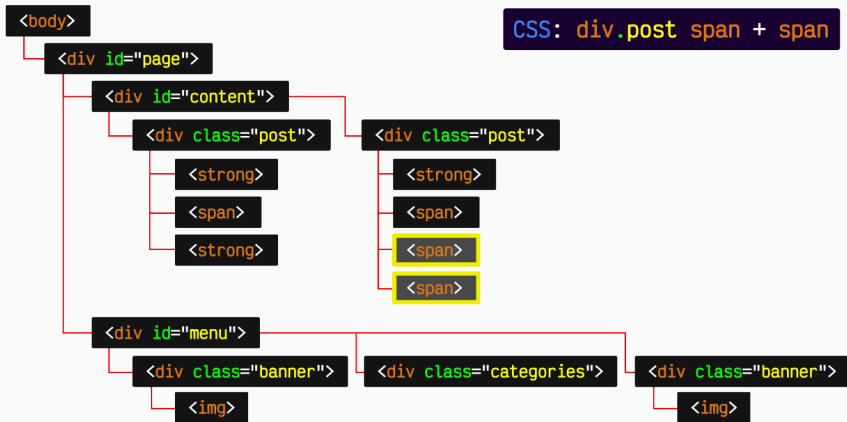 <body>
CSS: div.post span + span
<div id="page">
<div id="content">
<div class="post"> <div class="post">
<strong> <strong>
<span> <span>
<strong> <span>
<span>
<div id="menu">
<div class="banner"> <div class="categories"> <div class="banner">
<img> <img>